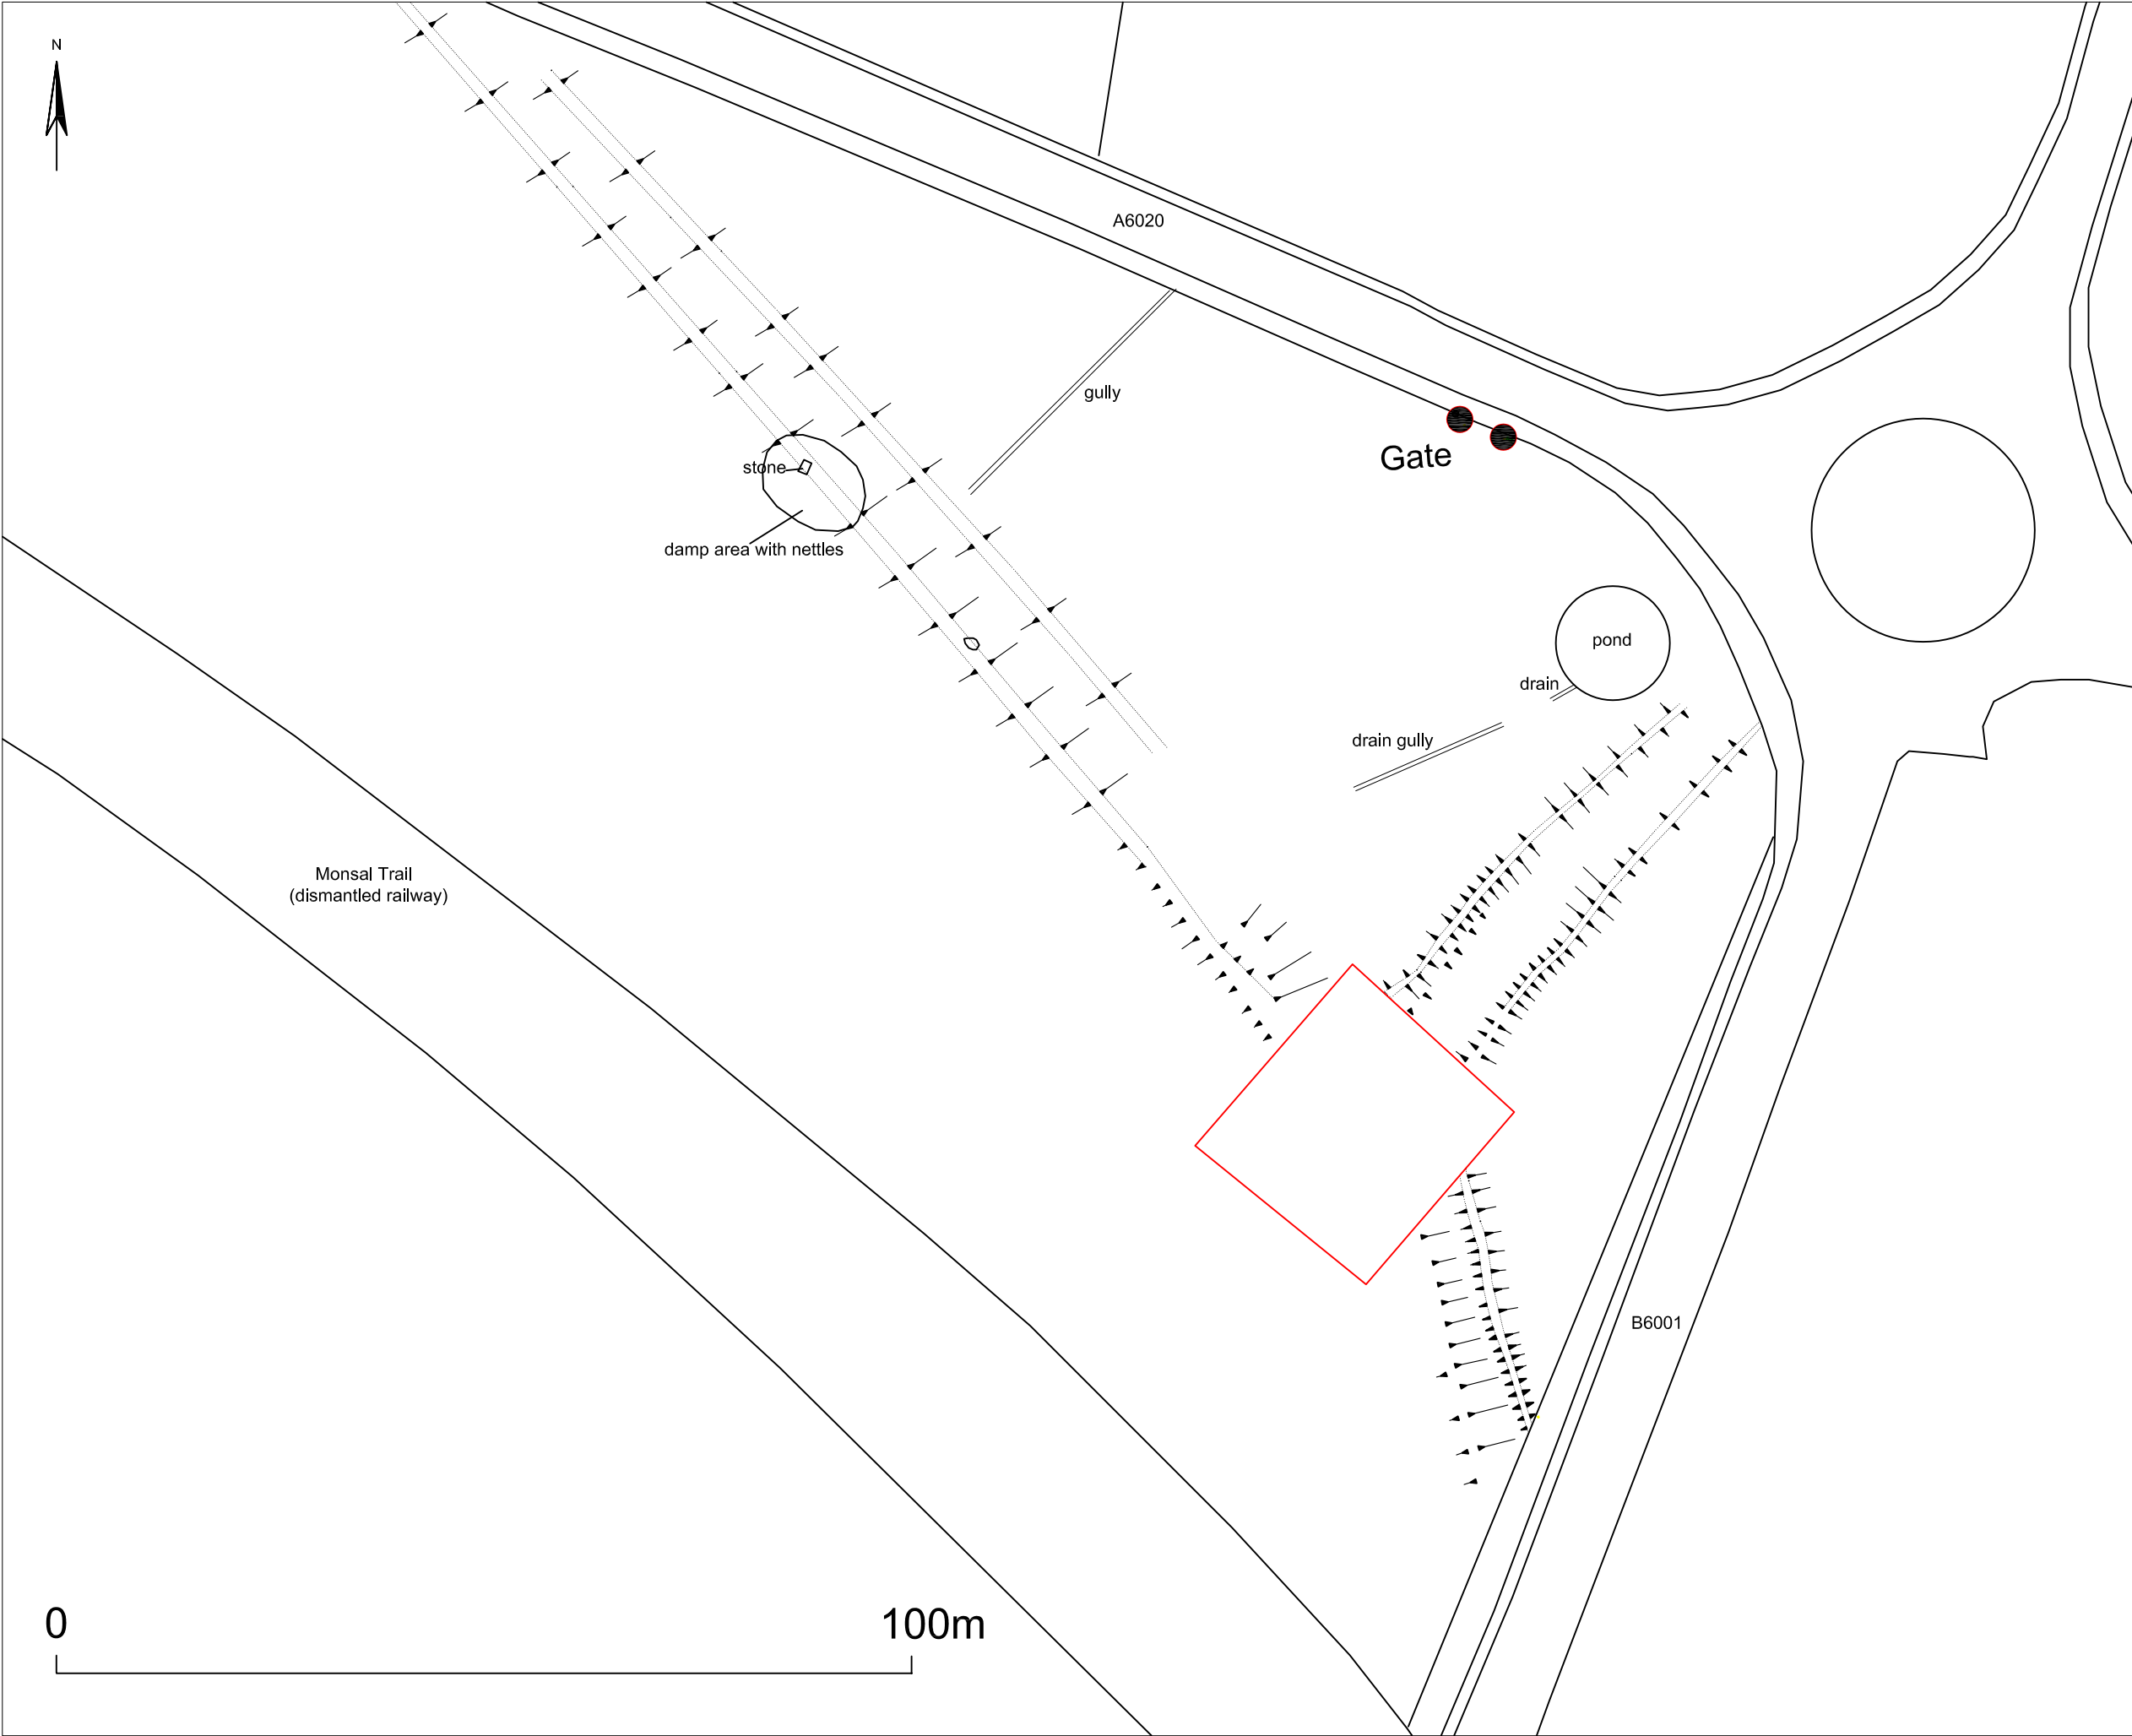 N
A6020
gully
Gate
stone
damp area with nettles
pond
drain
drain gully
Monsal Trail
(dismantled railway)
B6001
0
100m